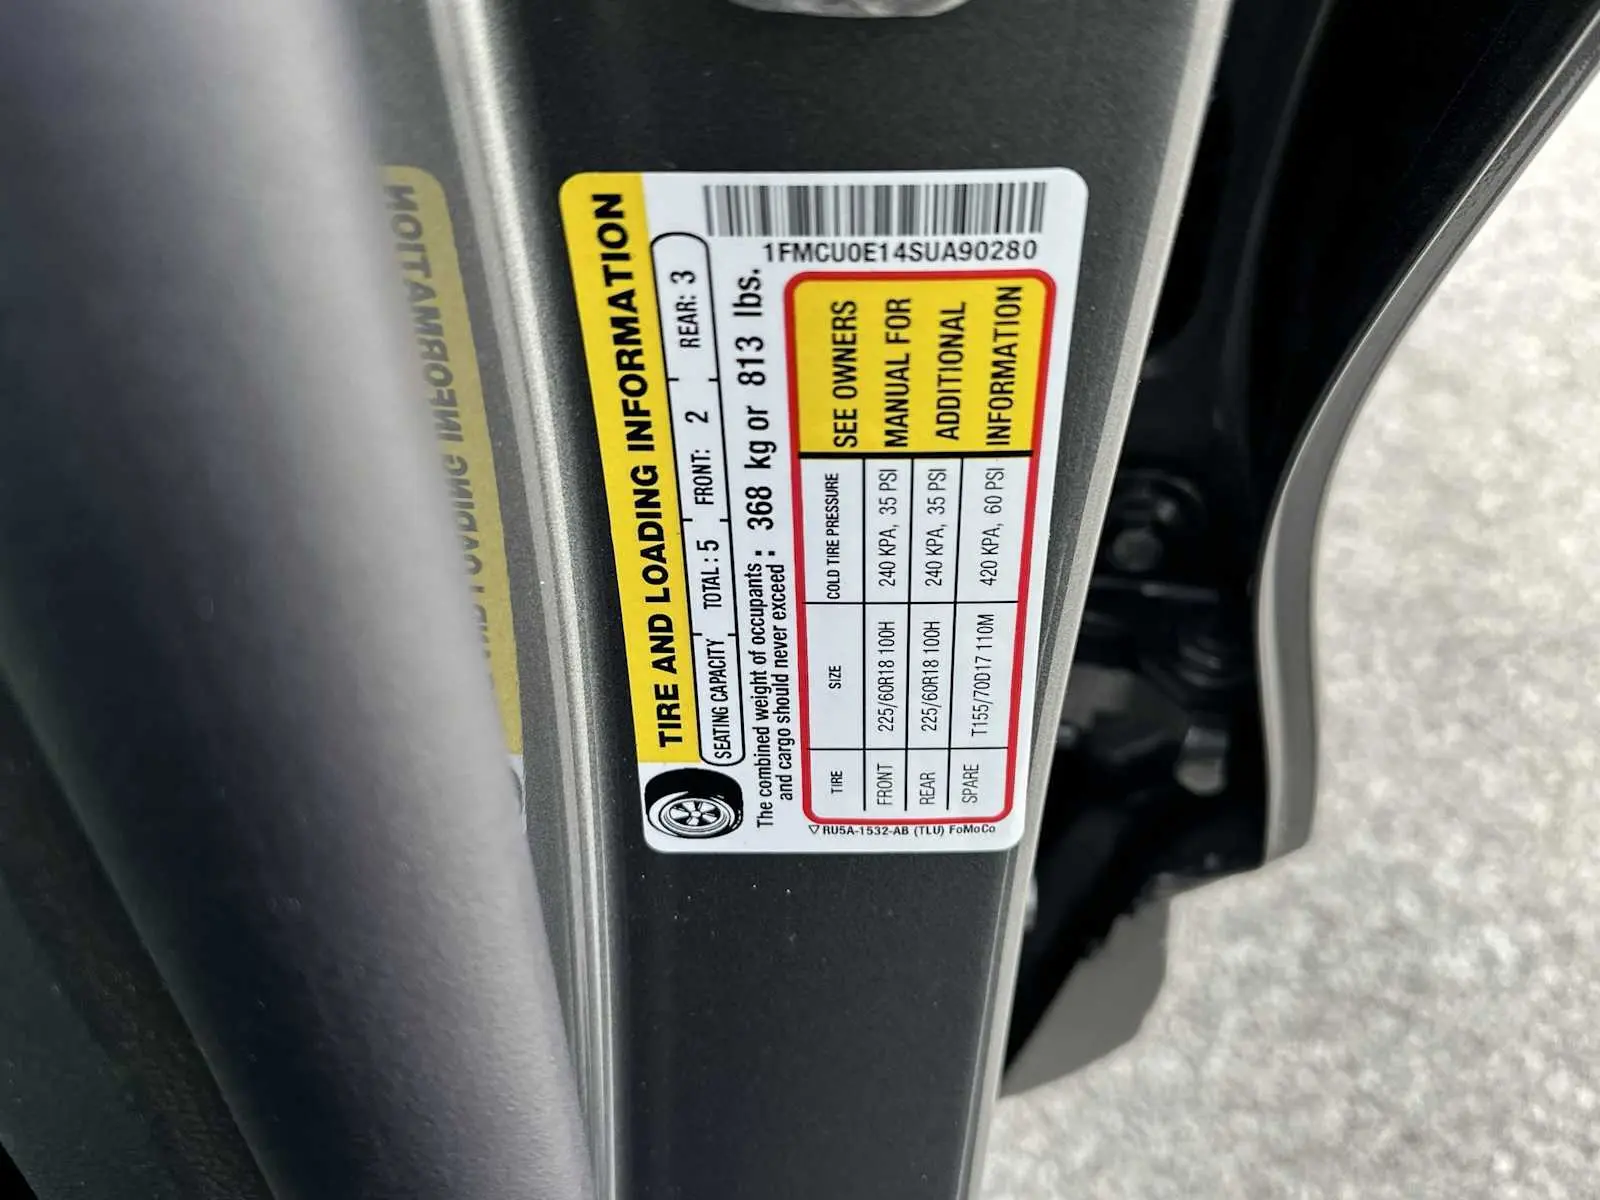 1FMCU0E14SUA90280
TIRE AND LOADING INFORMATION
SEATING CAPACITY TOTAL : 5 FRONT: 2 REAR: 3
The combined weight of occupants
and cargo should never exceed : 368 kg or 813 lbs.
TIRE SIZE COLD TIRE PRESSURE
FRONT 225/60R18 100H 240 KPA, 35 PSI
REAR 225/60R18 100H 240 KPA, 35 PSI
SPARE T155/70D17 110M 420 KPA, 60 PSI
SEE OWNERS
MANUAL FOR
ADDITIONAL
INFORMATION
RU5A-1532-AB (TLU) FoMoCo